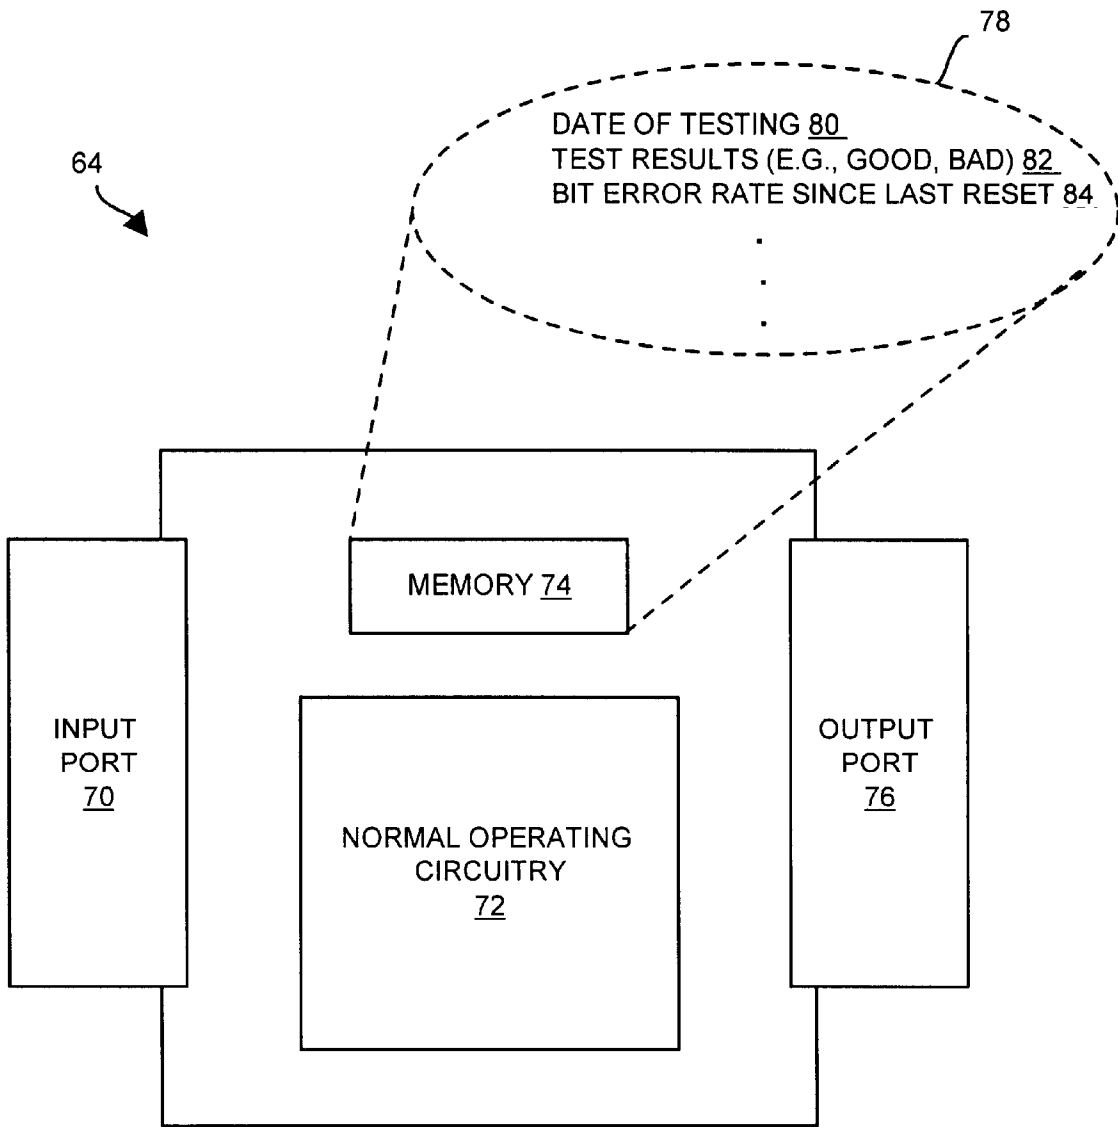 78
DATE OF TESTING 80
TEST RESULTS (E.G., GOOD, BAD) 82
BIT ERROR RATE SINCE LAST RESET 84
.
.
.
64
MEMORY 74
INPUT
PORT
70
OUTPUT
PORT
76
NORMAL OPERATING
CIRCUITRY
72